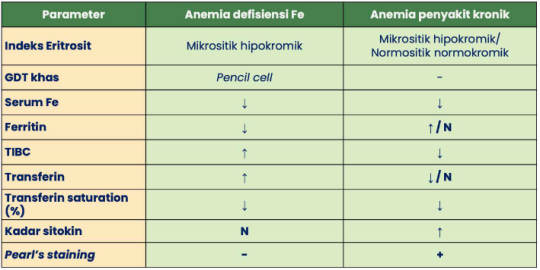 Parameter Anemia defisiensi Fe Anemia penyakit kronik
Indeks Eritrosit Mikrositik hipokromik Mikrositik hipokromik/
Normositik normokromik
GDT khas Pencil cell -
Serum Fe ↓ ↓
Ferritin ↓ ↑/N
TIBC ↑ ↓
Transferin ↑ ↓/N
Transferin saturation
(%) ↓ ↓
Kadar sitokin N ↑
Pearl's staining - +